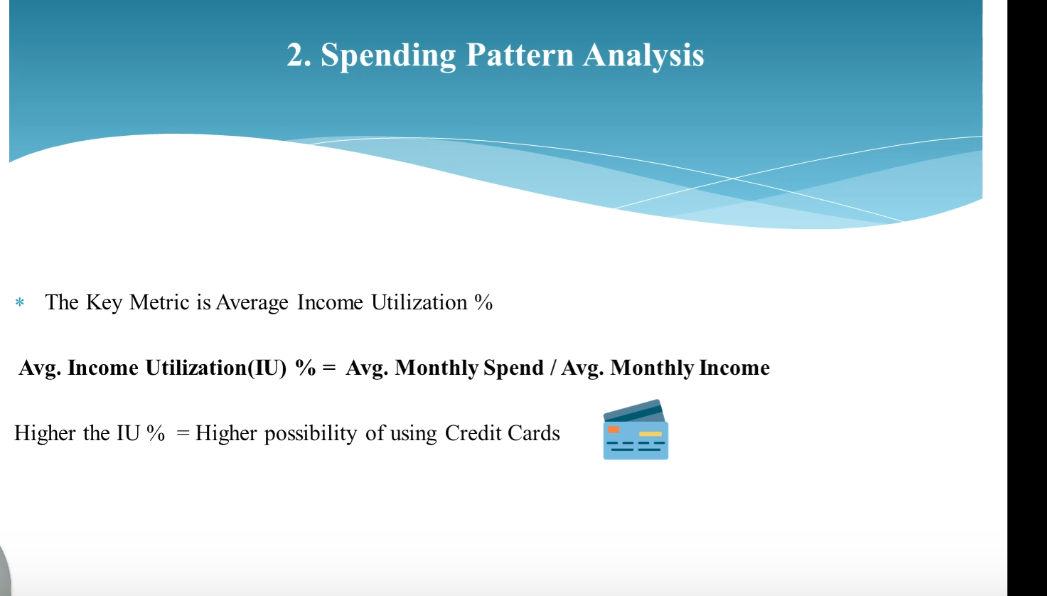 2. Spending Pattern Analysis
* The Key Metric is Average Income Utilization %
Avg. Income Utilization(IU) % = Avg. Monthly Spend / Avg. Monthly Income
Higher the IU % = Higher possibility of using Credit Cards